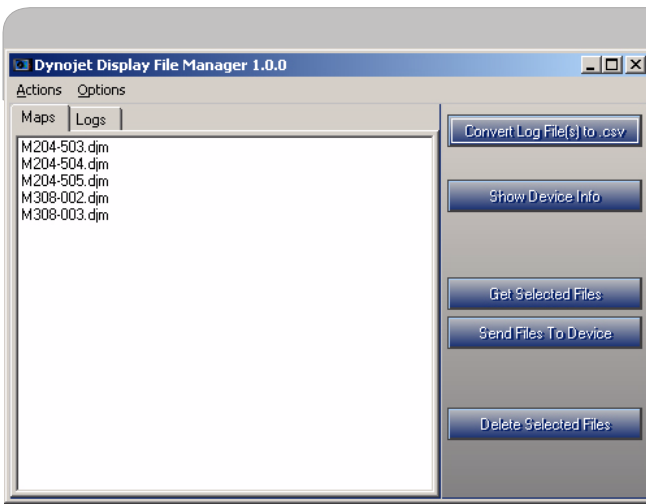 Dynojet Display File Manager 1.0.0
Actions Options
Maps Logs
M204-503.djm
M204-504.djm
M204-505.djm
M308-002.djm
M308-003.djm
Convert Log File(s) to .csv
Show Device Info
Get Selected Files
Send Files To Device
Delete Selected Files